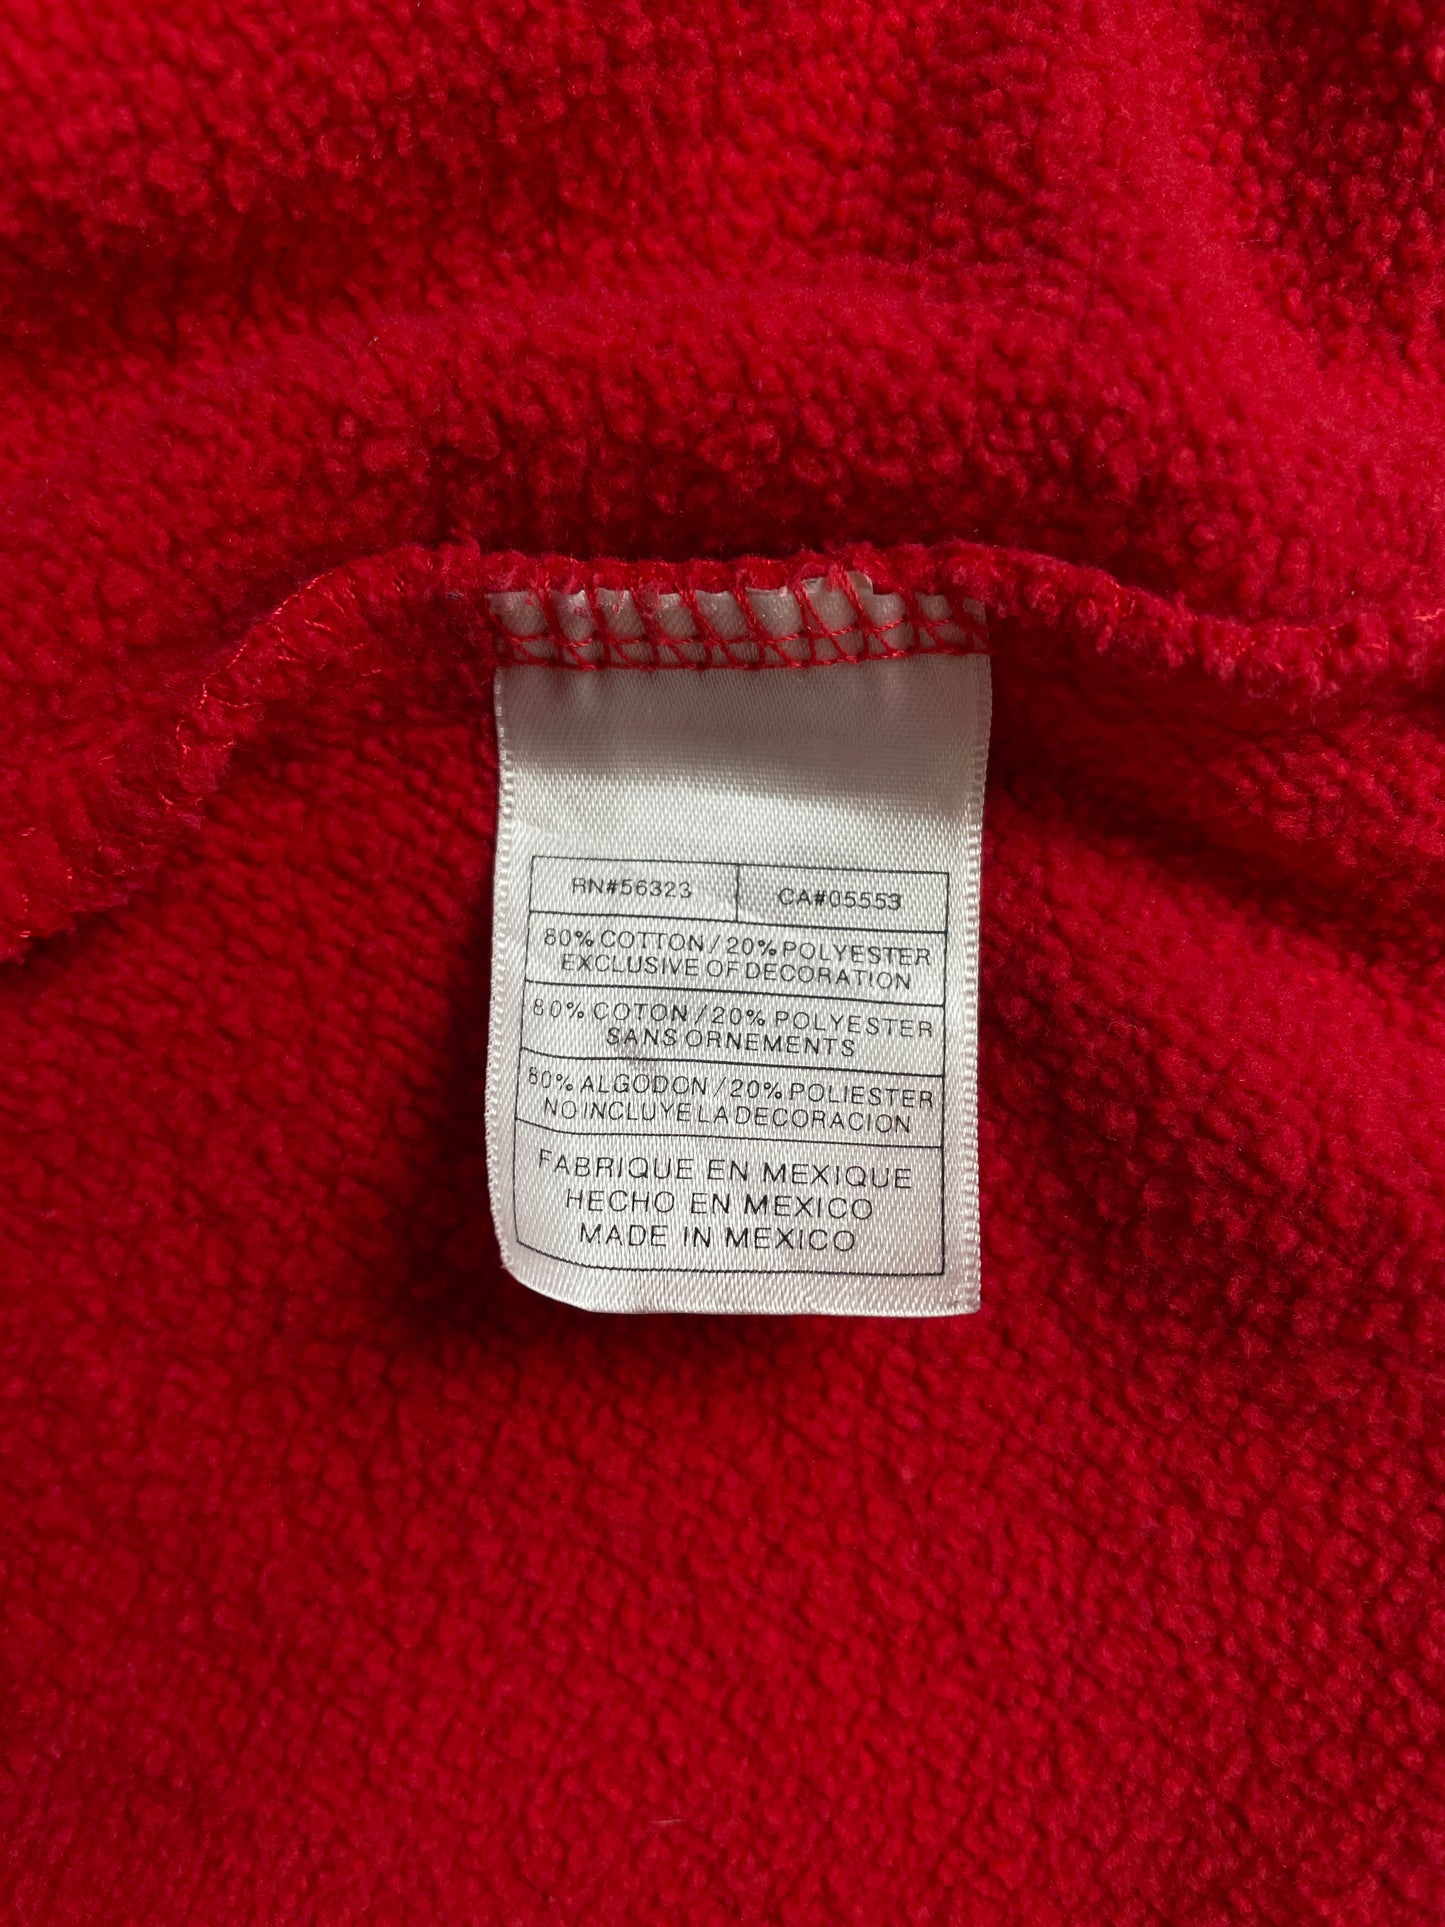 RN#56323 CA#05553
80% COTTON / 20% POLYESTER
EXCLUSIVE OF DECORATION
80% COTON / 20% POLYESTER
SANS ORNEMENTS
80% ALGODON / 20% POLIESTER
NO INCLUYE LA DECORACION
FABRIQUE EN MEXIQUE
HECHO EN MEXICO
MADE IN MEXICO